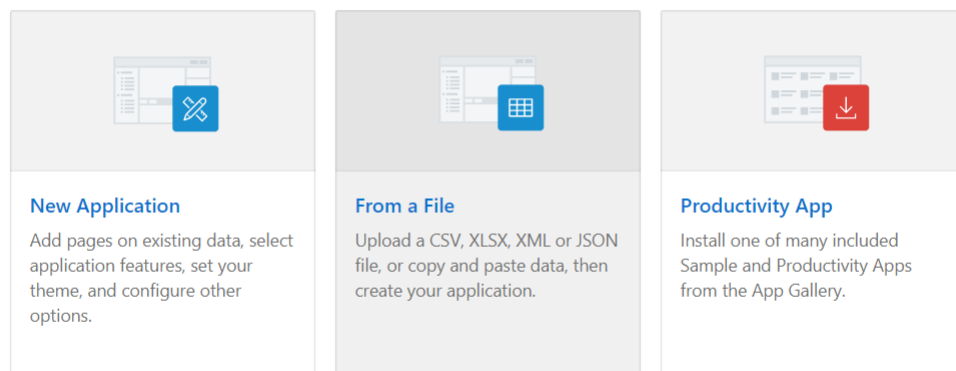 New Application
Add pages on existing data, select
application features, set your
theme, and configure other
options.
From a File
Upload a CSV, XLSX, XML or JSON
file, or copy and paste data, then
create your application.
Productivity App
Install one of many included
Sample and Productivity Apps
from the App Gallery.